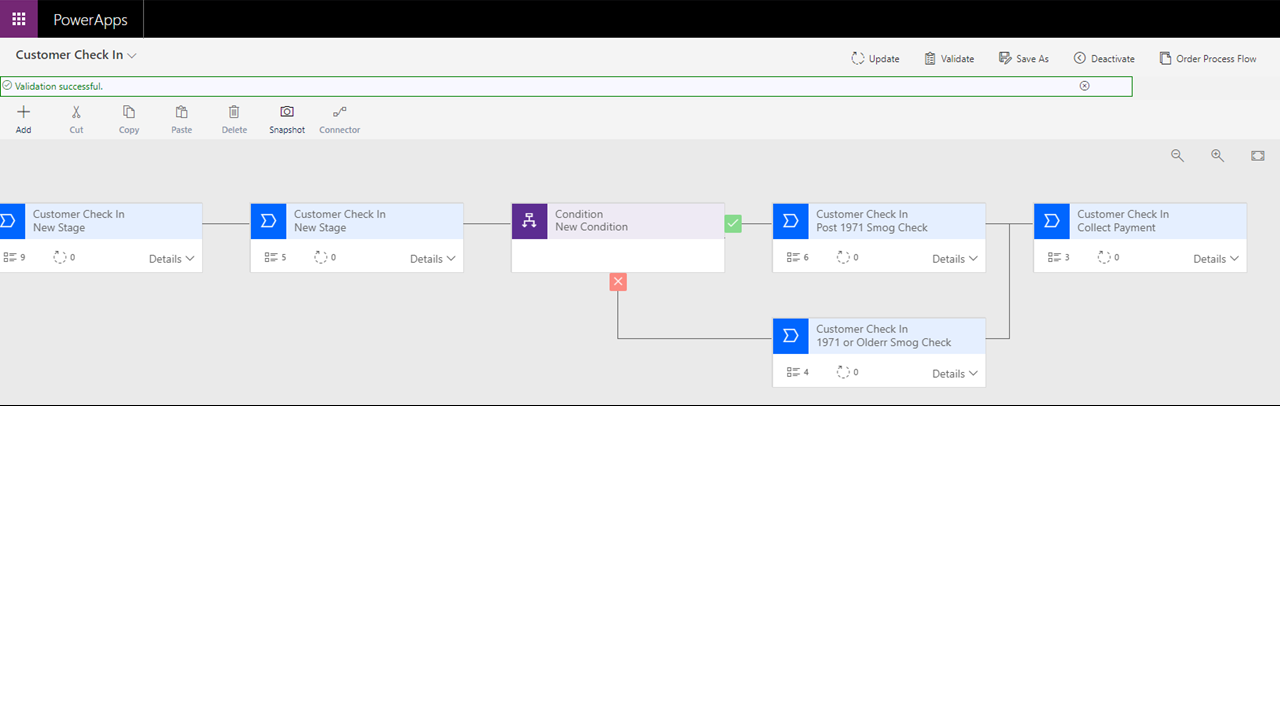 PowerApps
Customer Check In
Update
Validate
Save As
Deactivate
Order Process Flow
Validation successful.
Add
Cut
Copy
Paste
Delete
Snapshot
Connector
Customer Check In
New Stage
9
0
Details
Customer Check In
New Stage
5
0
Details
Condition
New Condition
Customer Check In
Post 1971 Smog Check
6
0
Details
Customer Check In
Collect Payment
3
0
Details
Customer Check In
1971 or Olderr Smog Check
4
0
Details